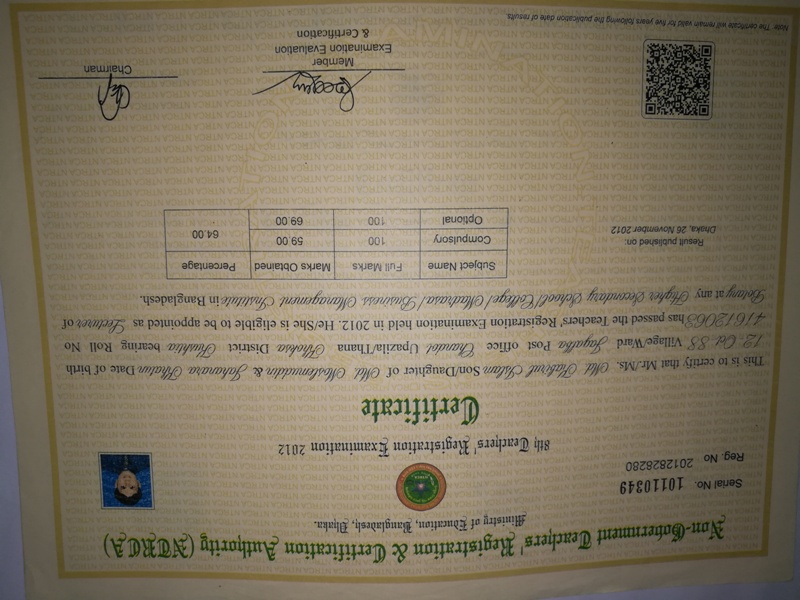 Non-Government Teachers' Registration & Certification Authority (NTRCA)
Ministry of Education, Bangladesh, Dhaka.
Serial No. 10110349
Reg. No 2012828280
8th Teachers' Registration Examination 2012
Certificate
This is to certify that Mr./Ms. Md. Kabirul Islam Son/Daughter of Md. Moslemuddin & Jahanara Khatun Date of birth
12 Oct 88 Village/Ward Jagalba Post office Chandot Upazila/Thana Khoksa District Kushtia bearing Roll No
41612063 has passed the Teachers' Registration Examination held in 2012. He/She is eligible to be appointed as Lecturer of
Botany at any Higher Secondary School/College/Madrasa/Business Management Institute in Bangladesh.
Subject Name Full Marks Marks Obtained Percentage
Compulsory 100 59.00 64.00
Optional 100 69.00
Result published on:
Dhaka, 26 November 2012
Member
Examination Evaluation
& Certification
Chairman
Note: The certificate will remain valid for five years following the publication date of results.